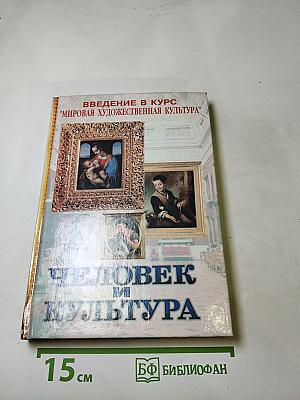 ВВЕДЕНИЕ В КУРС
"МИРОВАЯ ХУДОЖЕСТВЕННАЯ КУЛЬТУРА"
ЧЕЛОВЕК
И
КУЛЬТУРА
15 см
БФ БИБЛИОФАН